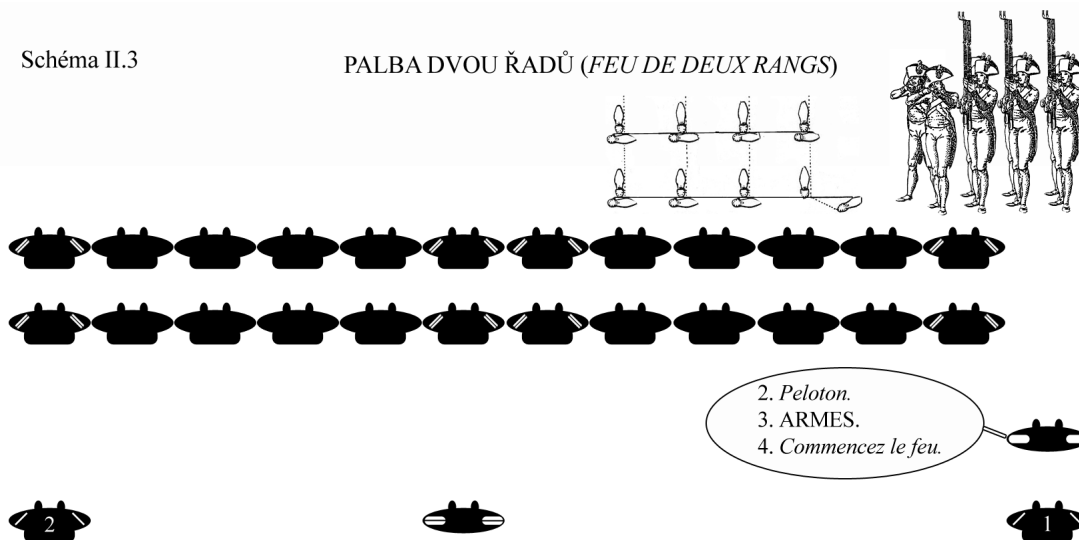 Schéma II.3
PALBA DVOU ŘADŮ (FEU DE DEUX RANGS)
2. Peloton.
3. ARMES.
4. Commencez le feu.
2
1